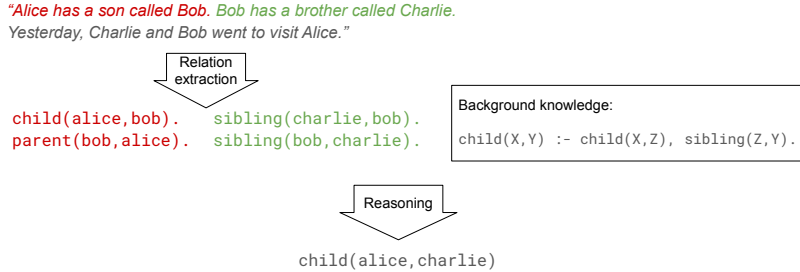 “Alice has a son called Bob. Bob has a brother called Charlie.
Yesterday, Charlie and Bob went to visit Alice.”
Relation
extraction
child(alice,bob). sibling(charlie,bob).
parent(bob,alice). sibling(bob,charlie).
Background knowledge:
child(X,Y) :- child(X,Z), sibling(Z,Y).
Reasoning
child(alice,charlie)